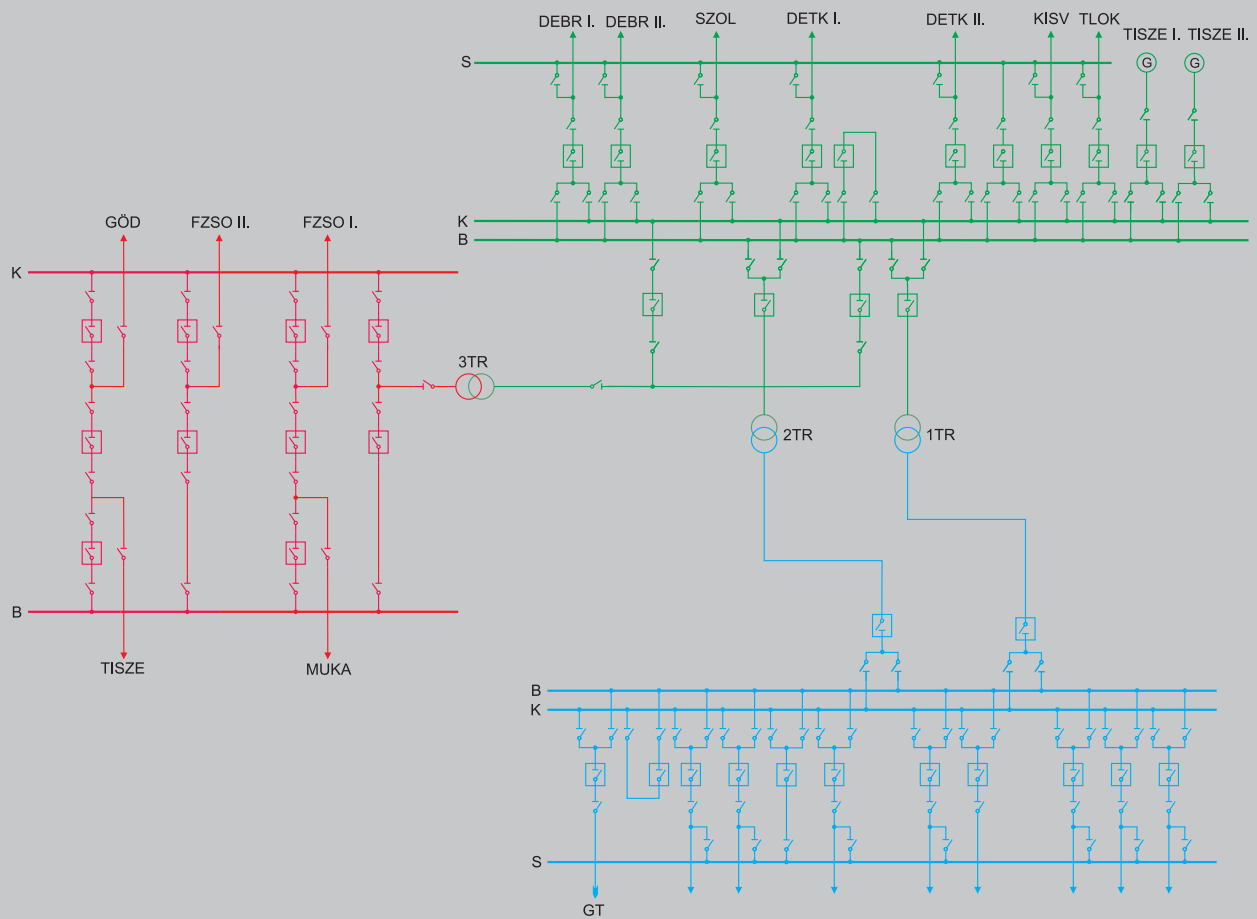 DEBR I.
DEBR II.
SZOL
DETK I.
DETK II.
KISV
TLOK
TISZE I.
TISZE II.
S
G
G
K
B
GÖD
FZSO II.
FZSO I.
K
3TR
2TR
1TR
B
TISZE
MUKA
B
K
S
GT